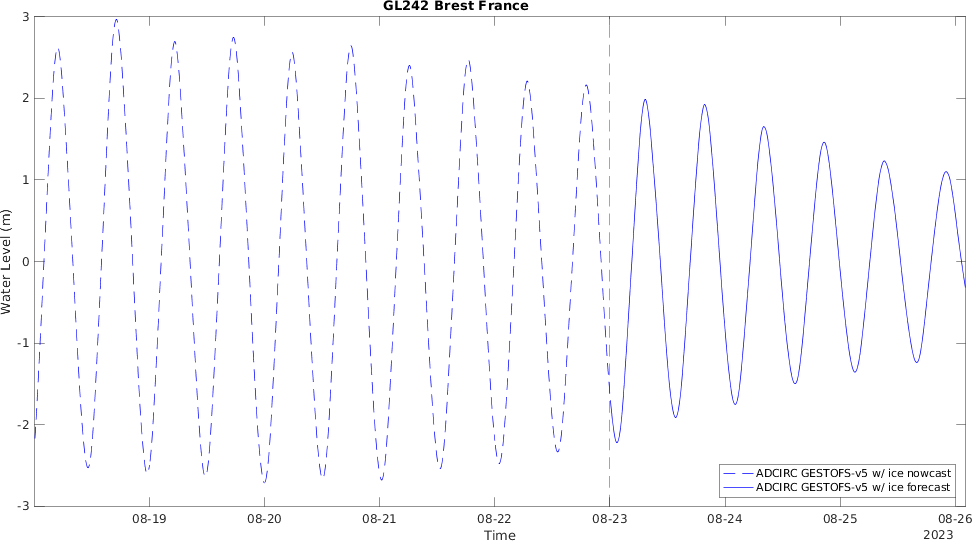 GL242 Brest France
3
2
1
0
-1
-2
-3
Water Level (m)
ADCIRC GESTOFS-v5 w/ ice nowcast
ADCIRC GESTOFS-v5 w/ ice forecast
08-19 08-20 08-21 08-22 08-23 08-24 08-25 08-26
Time
2023